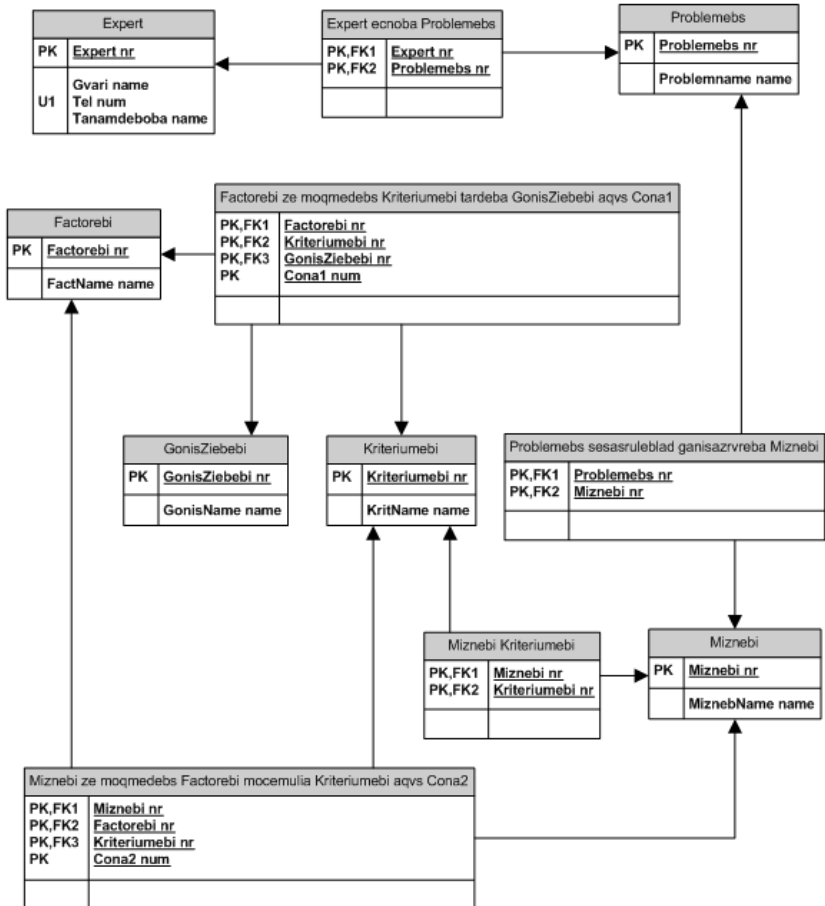 Expert
PK Expert nr
Gvari name
U1 Tel num
Tanamdeboba name
Expert ecnoba Problemebs
PK,FK1 Expert nr
PK,FK2 Problemebs nr
Problemebs
PK Problemebs nr
Problemname name
Factorebi ze moqmedebs Kriteriumebi tardeba GonisZiebebi aqvs Cona1
PK,FK1 Factorebi nr
PK,FK2 Kriteriumebi nr
PK,FK3 GonisZiebebi nr
PK Cona1 num
Factorebi
PK Factorebi nr
FactName name
GonisZiebebi
PK GonisZiebebi nr
GonisName name
Kriteriumebi
PK Kriteriumebi nr
KritName name
Problemebs sesasruleblad ganisazrvreba Miznebi
PK,FK1 Problemebs nr
PK,FK2 Miznebi nr
Miznebi Kriteriumebi
PK,FK1 Miznebi nr
PK,FK2 Kriteriumebi nr
Miznebi
PK Miznebi nr
MiznebName name
Miznebi ze moqmedebs Factorebi mocemulia Kriteriumebi aqvs Cona2
PK,FK1 Miznebi nr
PK,FK2 Factorebi nr
PK,FK3 Kriteriumebi nr
PK Cona2 num